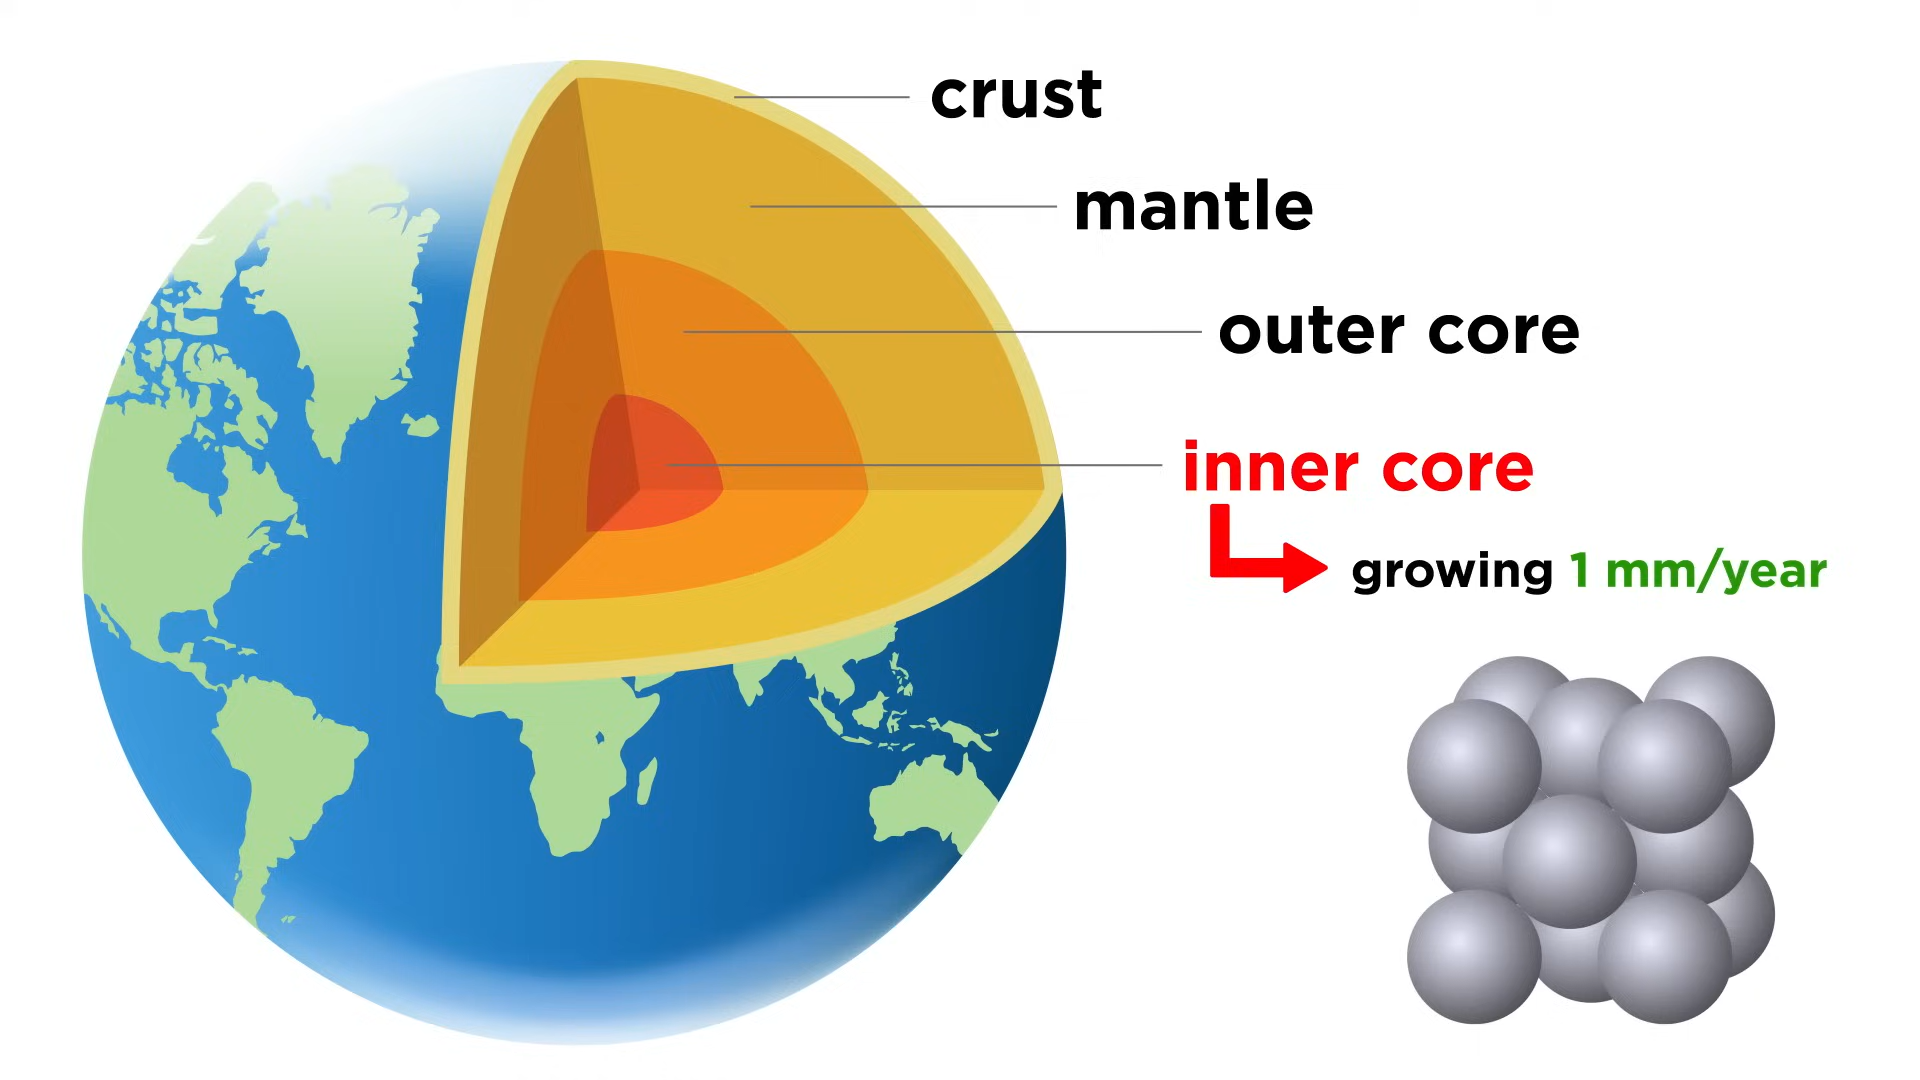 crust
mantle
outer core
inner core
growing 1 mm/year